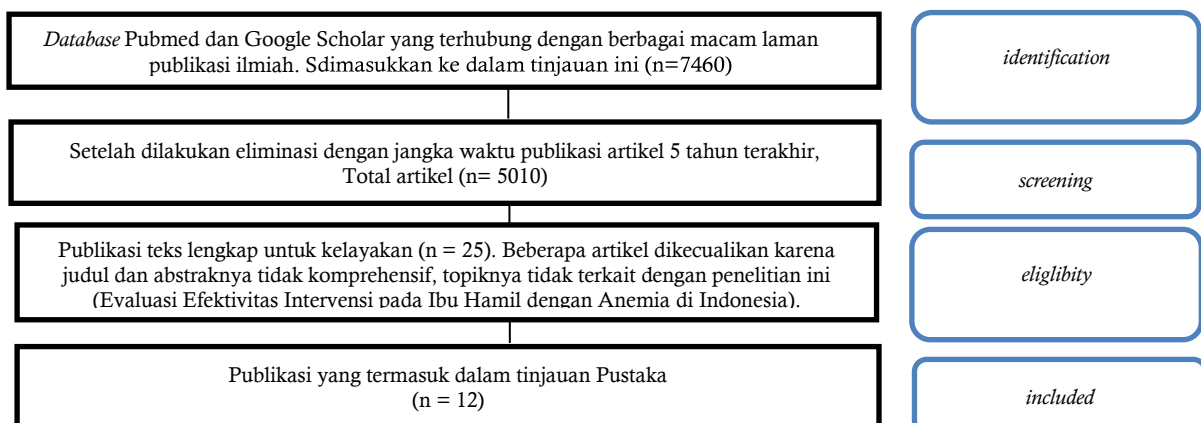 Database Pubmed dan Google Scholar yang terhubung dengan berbagai macam laman
publikasi ilmiah. Sdimasukkan ke dalam tinjauan ini (n=7460)
identification
Setelah dilakukan eliminasi dengan jangka waktu publikasi artikel 5 tahun terakhir,
Total artikel (n= 5010)
screening
Publikasi teks lengkap untuk kelayakan (n = 25). Beberapa artikel dikecualikan karena
judul dan abstraknya tidak komprehensif, topiknya tidak terkait dengan penelitian ini
(Evaluasi Efektivitas Intervensi pada Ibu Hamil dengan Anemia di Indonesia).
eliglibity
Publikasi yang termasuk dalam tinjauan Pustaka
(n = 12)
included